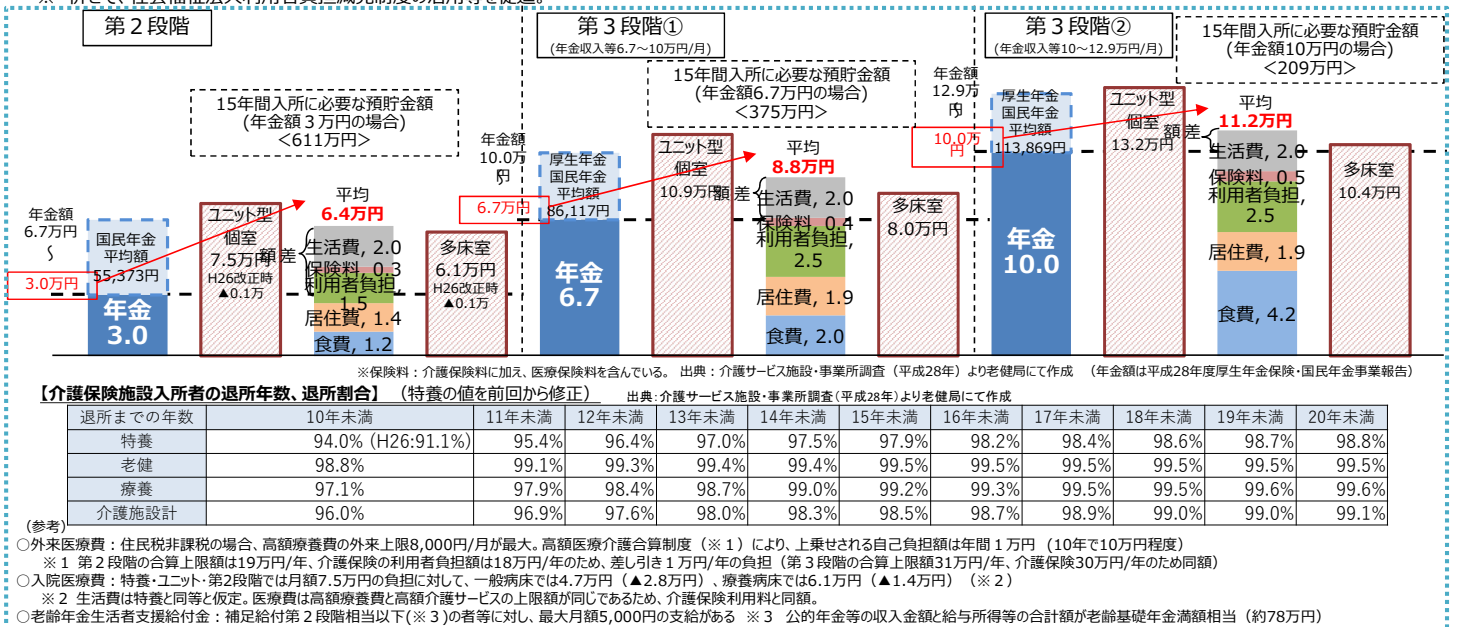 ※ 併せて、社会福祉法人利用者負担減免制度の活用等を促進。
第２段階
15年間入所に必要な預貯金額
(年金額３万円の場合)
<611万円>
年金額
6.7万円
～
3.0万円
国民年金
平均額
55,373円
年金
3.0
ユニット型
個室
7.5万円
H26改正時
▲0.1万
平均
6.4万円
差額
生活費, 2.0
保険料, 0.3
利用者負担,
1.5
居住費, 1.4
食費, 1.2
多床室
6.1万円
H26改正時
▲0.1万
第３段階①
(年金収入等6.7～10万円/月)
15年間入所に必要な預貯金額
(年金額6.7万円の場合)
<375万円>
年金額
10.0万円
～
6.7万円
厚生年金
国民年金
平均額
86,117円
年金
6.7
ユニット型
個室
10.9万円
平均
8.8万円
差額
生活費, 2.0
保険料, 0.4
利用者負担,
2.5
居住費, 1.9
食費, 2.0
多床室
8.0万円
第３段階②
(年金収入等10～12.9万円/月)
15年間入所に必要な預貯金額
(年金額10万円の場合)
<209万円>
年金額
12.9万円
～
10.0万円
厚生年金
国民年金
平均額
113,869円
年金
10.0
ユニット型
個室
13.2万円
平均
11.2万円
差額
生活費, 2.0
保険料, 0.5
利用者負担,
2.5
居住費, 1.9
食費, 4.2
多床室
10.4万円
※保険料：介護保険料に加え、医療保険料を含んでいる。 出典：介護サービス施設・事業所調査（平成28年）より老健局にて作成 （年金額は平成28年度厚生年金保険・国民年金事業報告）
【介護保険施設入所者の退所年数、退所割合】 （特養の値を前回から修正） 出典：介護サービス施設・事業所調査（平成28年）より老健局にて作成
退所までの年数 10年未満 11年未満 12年未満 13年未満 14年未満 15年未満 16年未満 17年未満 18年未満 19年未満 20年未満
特養 94.0% (H26:91.1%) 95.4% 96.4% 97.0% 97.5% 97.9% 98.2% 98.4% 98.6% 98.7% 98.8%
老健 98.8% 99.1% 99.3% 99.4% 99.4% 99.5% 99.5% 99.5% 99.5% 99.5% 99.5%
療養 97.1% 97.9% 98.4% 98.7% 99.0% 99.2% 99.3% 99.5% 99.5% 99.6% 99.6%
介護施設計 96.0% 96.9% 97.6% 98.0% 98.3% 98.5% 98.7% 98.9% 99.0% 99.0% 99.1%
(参考)
○外来医療費：住民税非課税の場合、高額療養費の外来上限8,000円/月が最大。高額医療介護合算制度（※１）により、上乗せされる自己負担額は年間１万円 (10年で10万円程度)
※１ 第２段階の合算上限額は19万円/年、介護保険の利用者負担額は18万円/年のため、差し引き１万円/年の負担（第３段階の合算上限額31万円/年、介護保険30万円/年のため同額）
○入院医療費：特養・ユニット・第2段階では月額7.5万円の負担に対して、一般病床では4.7万円（▲2.8万円）、療養病床では6.1万円（▲1.4万円）（※２）
※２ 生活費は特養と同等と仮定。医療費は高額療養費と高額介護サービスの上限額が同じであるため、介護保険利用料と同額。
○老齢年金生活者支援給付金：補足給付第２段階相当以下(※３)の者等に対し、最大月額5,000円の支給がある ※３ 公的年金等の収入金額と給与所得等の合計額が老齢基礎年金満額相当（約78万円）